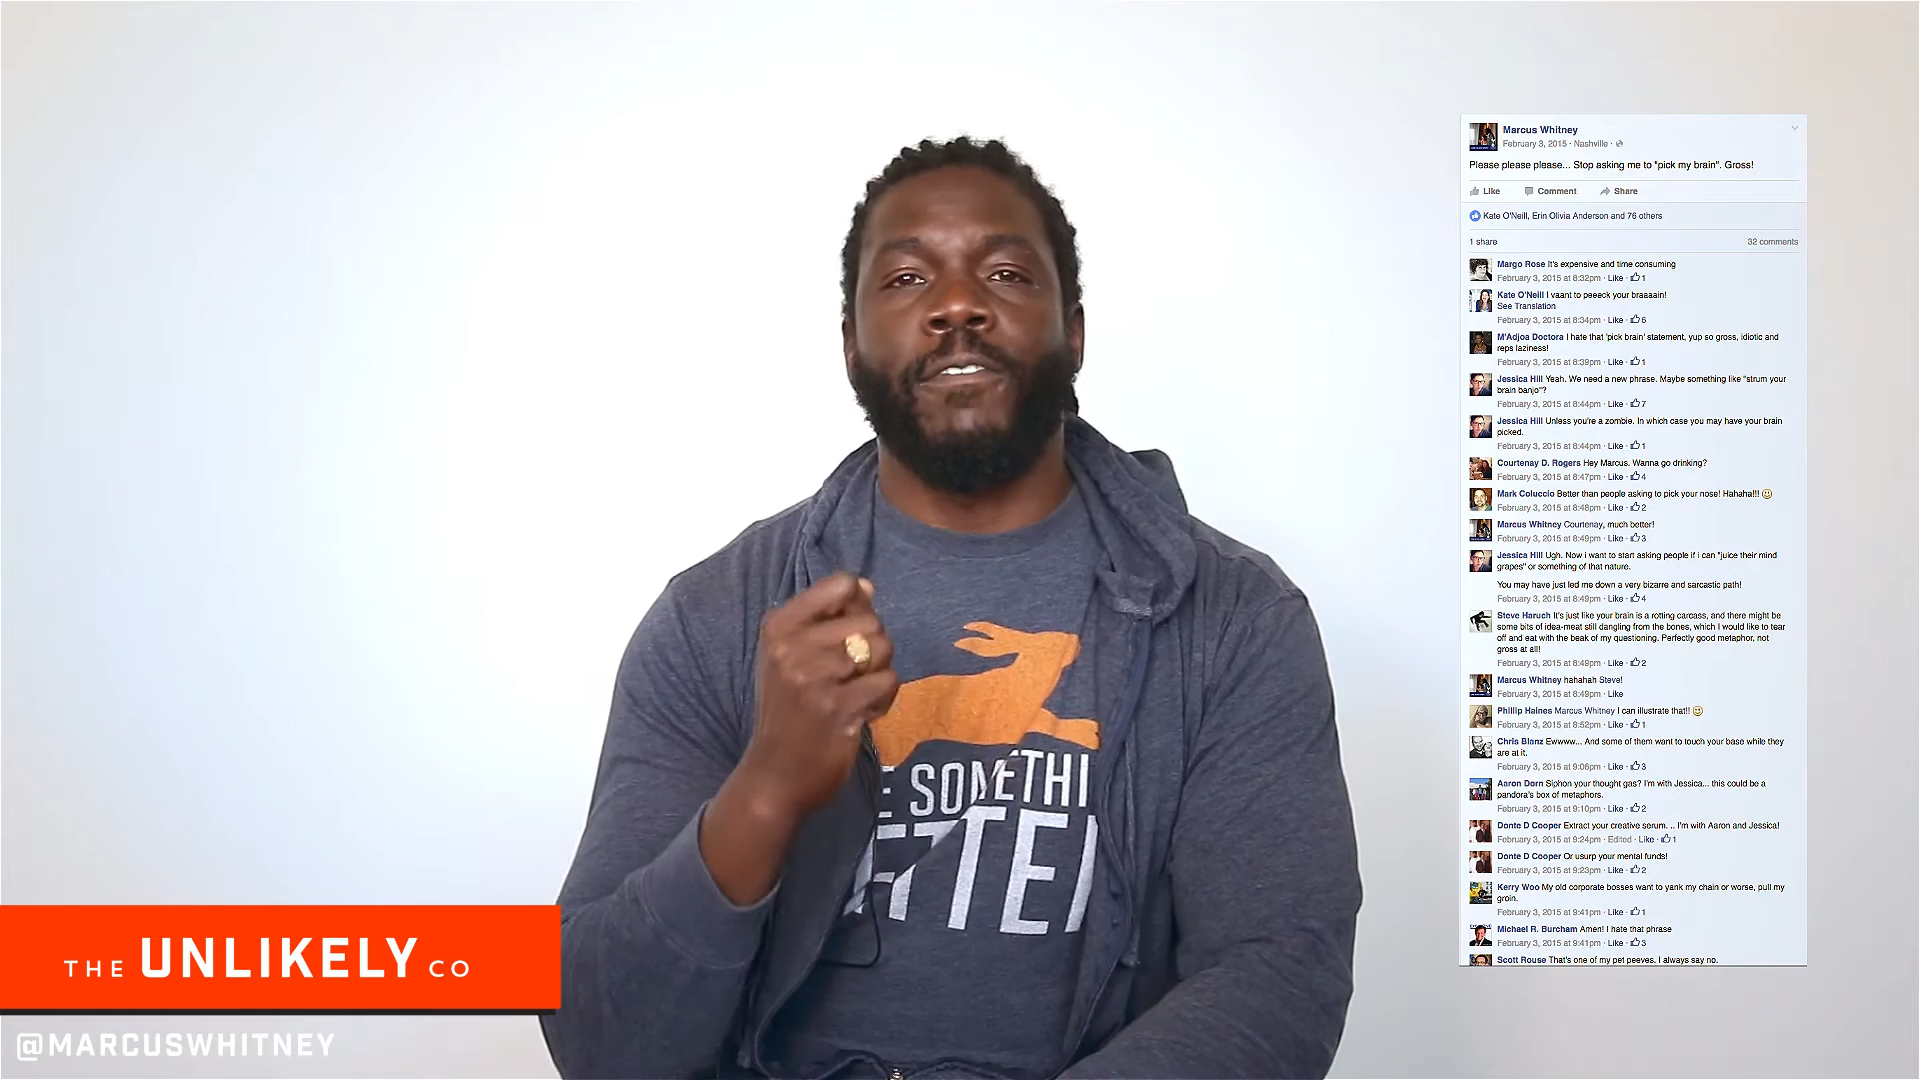 Marcus Whitney
February 3, 2015 · Nashville ·
Please please please... Stop asking me to "pick my brain". Gross!
Like Comment Share
Kate O'Neill, Erin Olivia Anderson and 76 others
1 share 32 comments
Margo Rose It's expensive and time consuming
February 3, 2015 at 8:32pm · Like · 1
Kate O'Neill I vaant to peeeck your braaaain!
See Translation
February 3, 2015 at 8:34pm · Like · 6
M'Adjoa Doctora I hate that 'pick brain' statement, yup so gross, idiotic and
reps laziness!
February 3, 2015 at 8:39pm · Like · 1
Jessica Hill Yeah. We need a new phrase. Maybe something like "strum your
brain banjo"?
February 3, 2015 at 8:44pm · Like · 7
Jessica Hill Unless you're a zombie. In which case you may have your brain
picked.
February 3, 2015 at 8:44pm · Like · 1
Courtenay D. Rogers Hey Marcus. Wanna go drinking?
February 3, 2015 at 8:47pm · Like · 4
Mark Coluccio Better than people asking to pick your nose! Hahaha!!!
February 3, 2015 at 8:48pm · Like · 2
Marcus Whitney Courtenay, much better!
February 3, 2015 at 8:49pm · Like · 3
Jessica Hill Ugh. Now i want to start asking people if i can "juice their mind
grapes" or something of that nature.
You may have just led me down a very bizarre and sarcastic path!
February 3, 2015 at 8:49pm · Like · 4
Steve Haruch It's just like your brain is a rotting carcass, and there might be
some bits of idea-meat still dangling from the bones, which I would like to tear
off and eat with the beak of my questioning. Perfectly good metaphor, not
gross at all!
February 3, 2015 at 8:49pm · Like · 2
Marcus Whitney hahahah Steve!
February 3, 2015 at 8:49pm · Like
Phillip Haines Marcus Whitney I can illustrate that!!
February 3, 2015 at 8:52pm · Like · 1
Chris Blanz Ewwww... And some of them want to touch your base while they
are at it.
February 3, 2015 at 9:06pm · Like · 3
Aaron Dorn Siphon your thought gas? I'm with Jessica... this could be a
pandora's box of metaphors.
February 3, 2015 at 9:10pm · Like · 2
Donte D Cooper Extract your creative serum. .. I'm with Aaron and Jessica!
February 3, 2015 at 9:24pm · Edited · Like · 1
Donte D Cooper Or usurp your mental funds!
February 3, 2015 at 9:23pm · Like · 2
Kerry Woo My old corporate bosses want to yank my chain or worse, pull my
groin.
February 3, 2015 at 9:41pm · Like · 1
Michael R. Burcham Amen! I hate that phrase
February 3, 2015 at 9:41pm · Like · 3
Scott Rouse That's one of my pet peeves. I always say no.
E SOMETHI
ETTE
THE UNLIKELY CO
@MARCUSWHITNEY